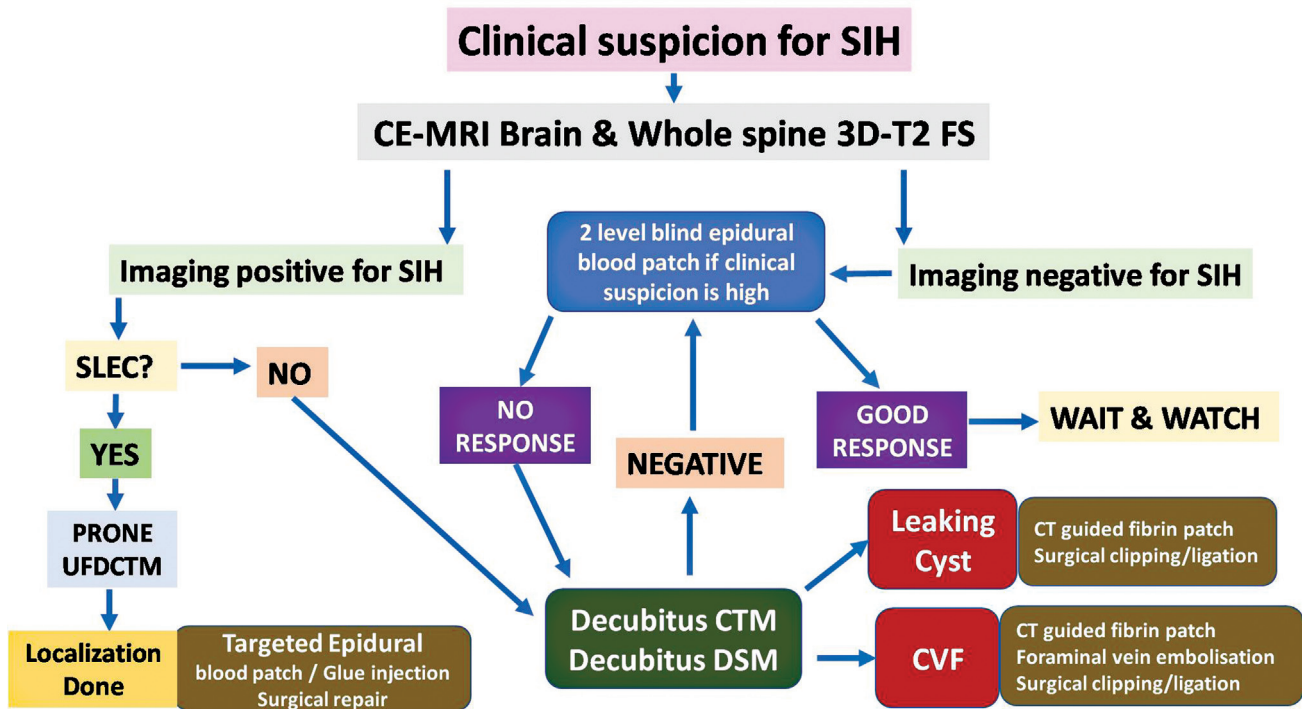 Clinical suspicion for SIH
CE-MRI Brain & Whole spine 3D-T2 FS
2 level blind epidural
blood patch if clinical
suspicion is high
Imaging positive for SIH
Imaging negative for SIH
SLEC?
NO
YES
PRONE
UFDCTM
Localization
Done
Targeted Epidural
blood patch / Glue injection
Surgical repair
NO
RESPONSE
NEGATIVE
GOOD
RESPONSE
WAIT & WATCH
Decubitus CTM
Decubitus DSM
Leaking
Cyst
CT guided fibrin patch
Surgical clipping/ligation
CVF
CT guided fibrin patch
Foraminal vein embolisation
Surgical clipping/ligation